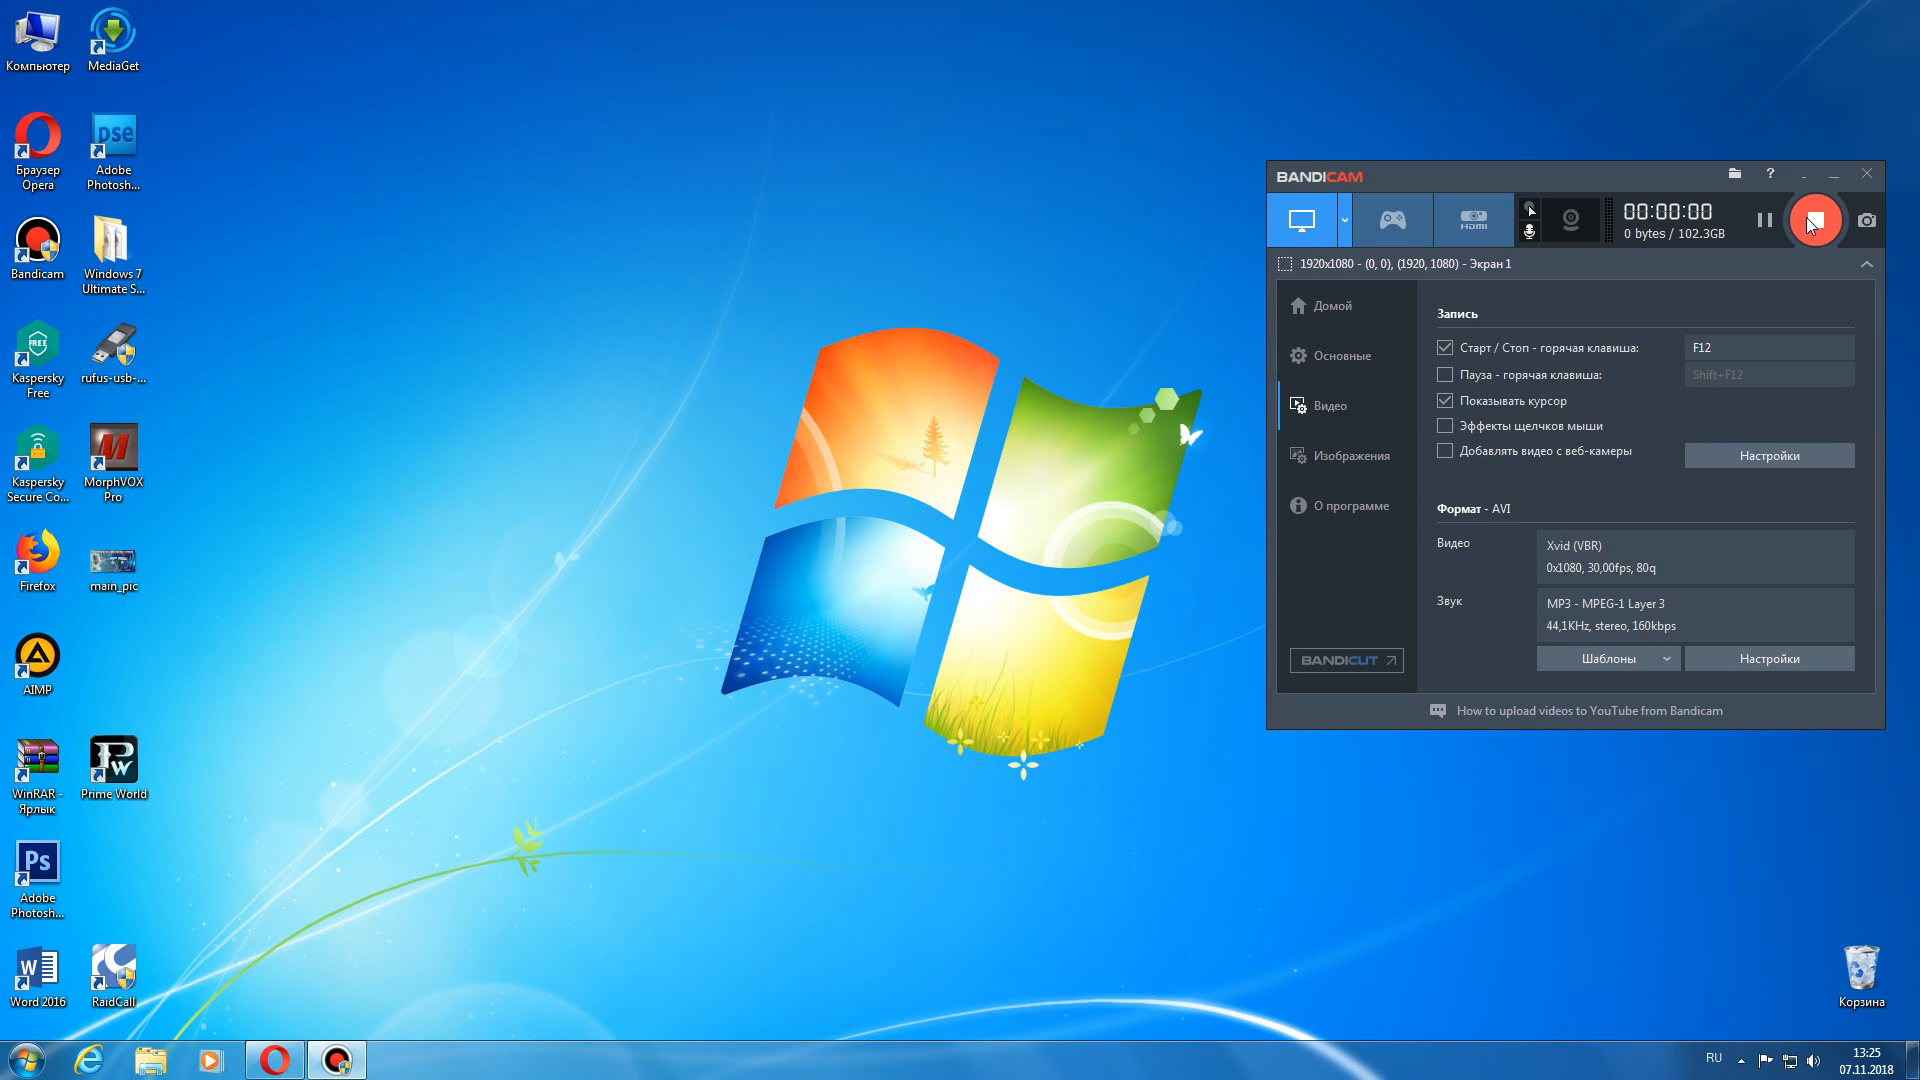 Компьютер
MediaGet
Браузер
Opera
pse
Adobe
Photosh...
Bandicam
Windows 7
Ultimate S...
FREE
Kaspersky
Free
rufus-usb-...
Kaspersky
Secure Co...
M
MorphVOX
Pro
Firefox
main_pic
AIMP
WinRAR -
Ярлык
PW
Prime World
Ps
Adobe
Photosh...
W
Word 2016
RaidCall
BANDICAM
?
HDMI
00:00:00
0 bytes / 102.3GB
1920x1080 - (0, 0), (1920, 1080) - Экран 1
Домой
Основные
Видео
Изображения
О программе
BANDICUT
Запись
Старт / Стоп - горячая клавиша:
F12
Пауза - горячая клавиша:
Shift+F12
Показывать курсор
Эффекты щелчков мыши
Добавлять видео с веб-камеры
Настройки
Формат - AVI
Видео
Xvid (VBR)
0x1080, 30,00fps, 80q
Звук
MP3 - MPEG-1 Layer 3
44,1KHz, stereo, 160kbps
Шаблоны
Настройки
How to upload videos to YouTube from Bandicam
Корзина
RU
13:25
07.11.2018